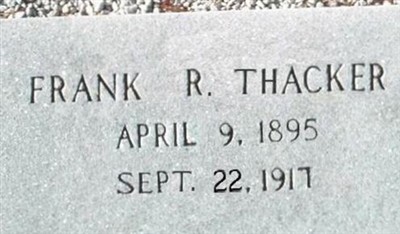 FRANK R. THACKER
APRIL 9, 1895
SEPT. 22, 1917